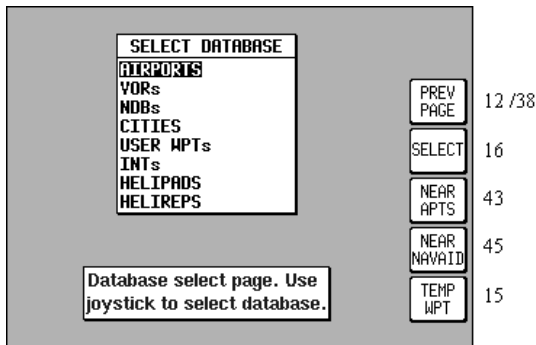 SELECT DATABASE
AIRPORTS
VORs
NDBs
CITIES
USER WPTs
INTs
HELIPADS
HELIREPS
PREV
PAGE
12 /38
SELECT
16
NEAR
APTS
43
NEAR
NAVAID
45
TEMP
WPT
15
Database select page. Use
joystick to select database.